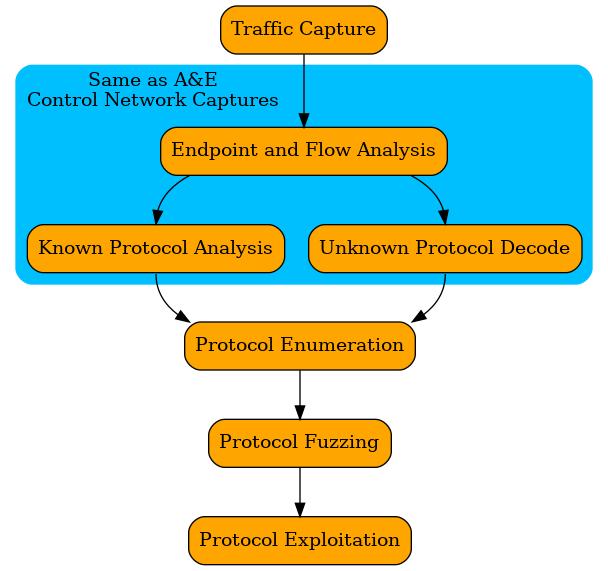 Traffic Capture
Same as A&E
Control Network Captures
Endpoint and Flow Analysis
Known Protocol Analysis
Unknown Protocol Decode
Protocol Enumeration
Protocol Fuzzing
Protocol Exploitation